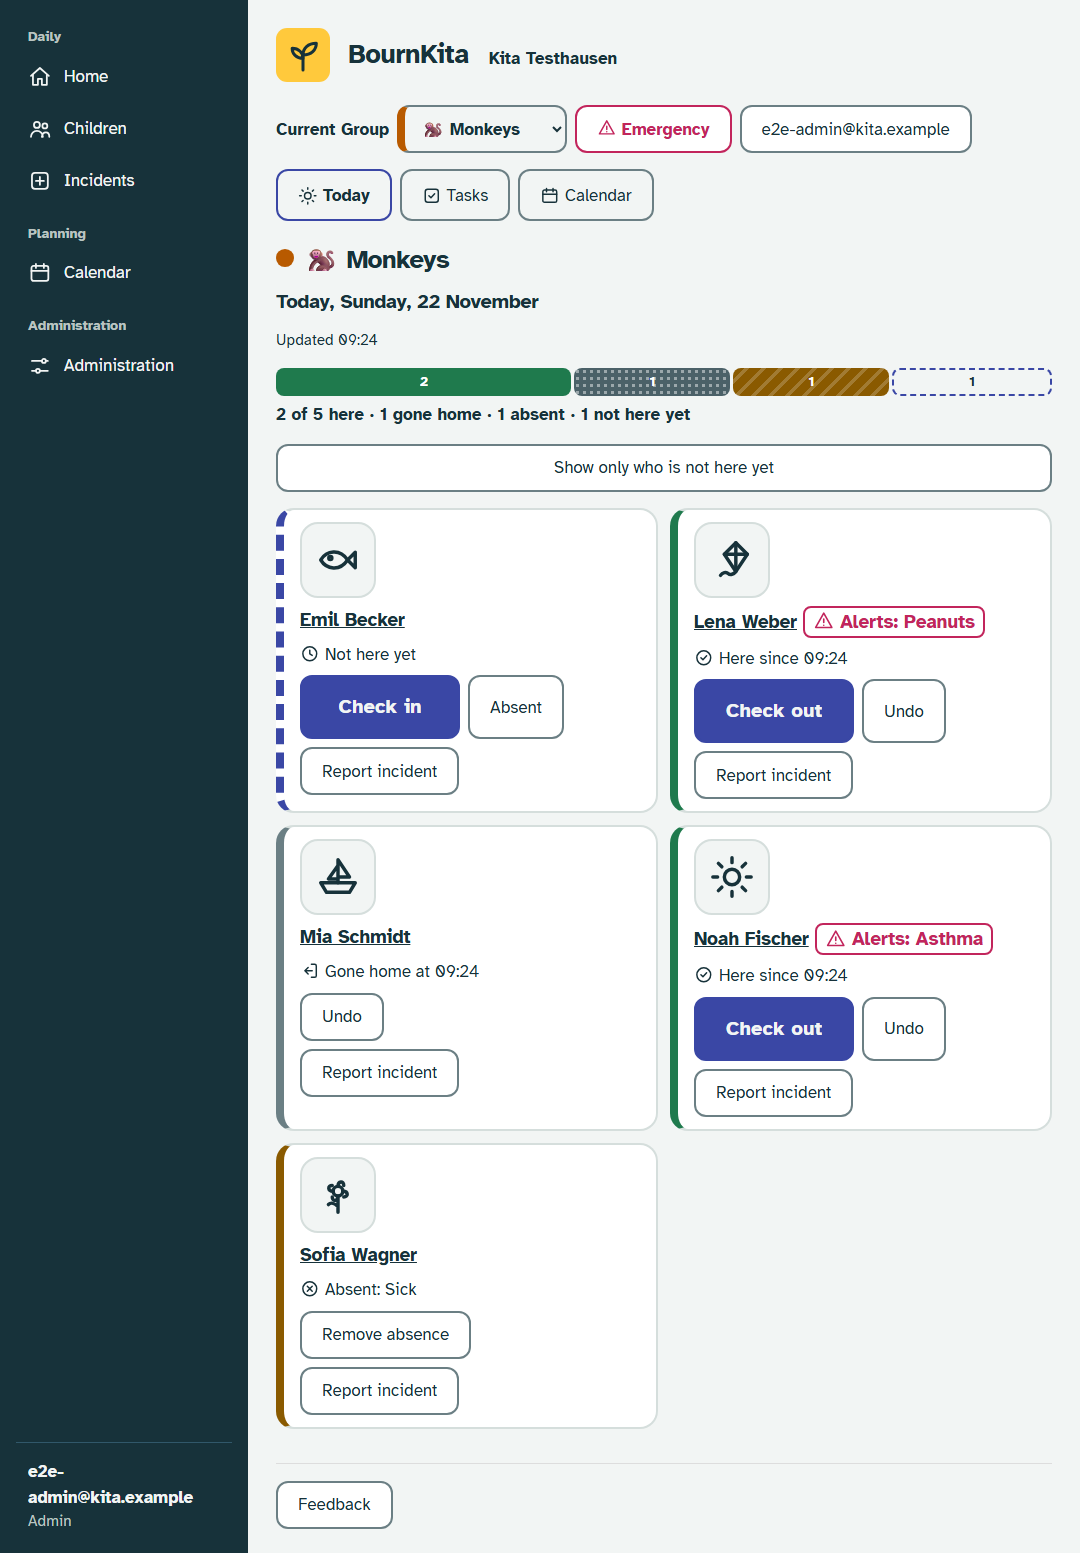 Daily
Home
Children
Incidents
Planning
Calendar
Administration
Administration
e2e-
admin@kita.example
Admin
BournKita Kita Testhausen
Current Group Monkeys Emergency e2e-admin@kita.example
Today Tasks Calendar
Monkeys
Today, Sunday, 22 November
Updated 09:24
2 1 1 1
2 of 5 here · 1 gone home · 1 absent · 1 not here yet
Show only who is not here yet
Emil Becker
Not here yet
Check in Absent
Report incident
Lena Weber Alerts: Peanuts
Here since 09:24
Check out Undo
Report incident
Mia Schmidt
Gone home at 09:24
Undo
Report incident
Noah Fischer Alerts: Asthma
Here since 09:24
Check out Undo
Report incident
Sofia Wagner
Absent: Sick
Remove absence
Report incident
Feedback